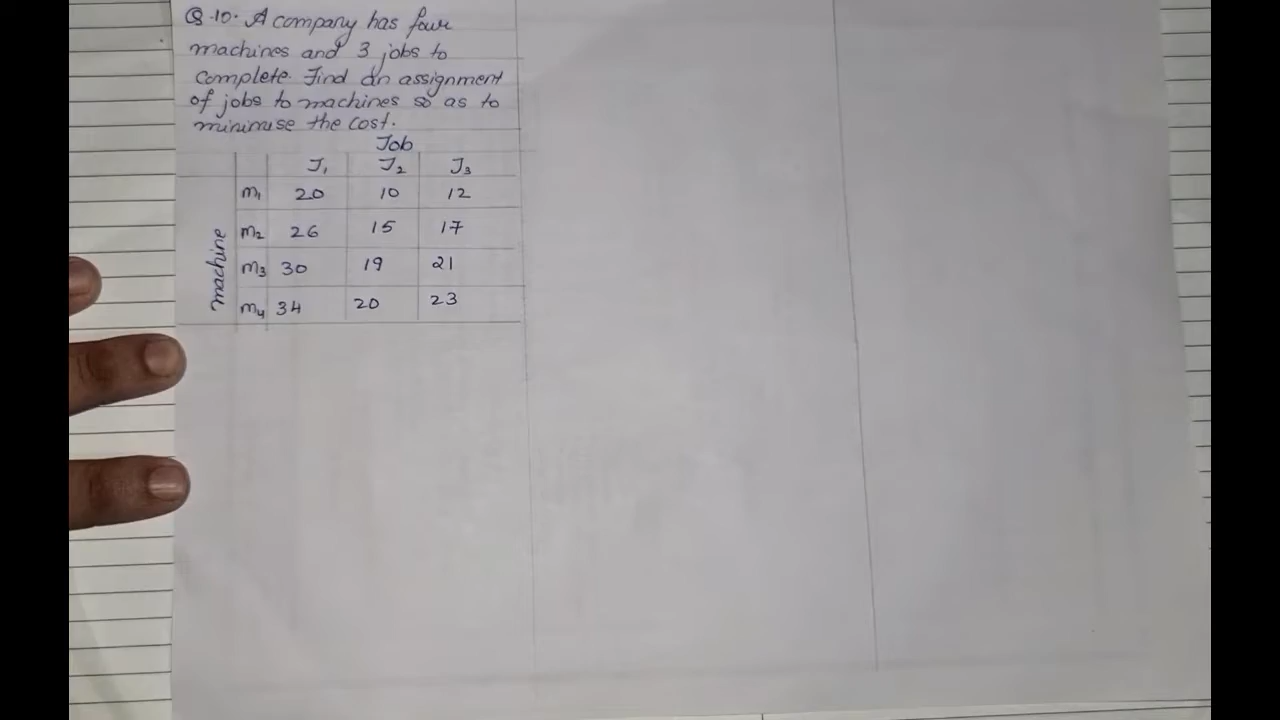 Q.10. A company has four
machines and 3 jobs to
complete. Find an assignment
of jobs to machines so as to
minimise the cost.
Job
J₁ J₂ J₃
machine
m₁ 20 10 12
m₂ 26 15 17
m₃ 30 19 21
m₄ 34 20 23